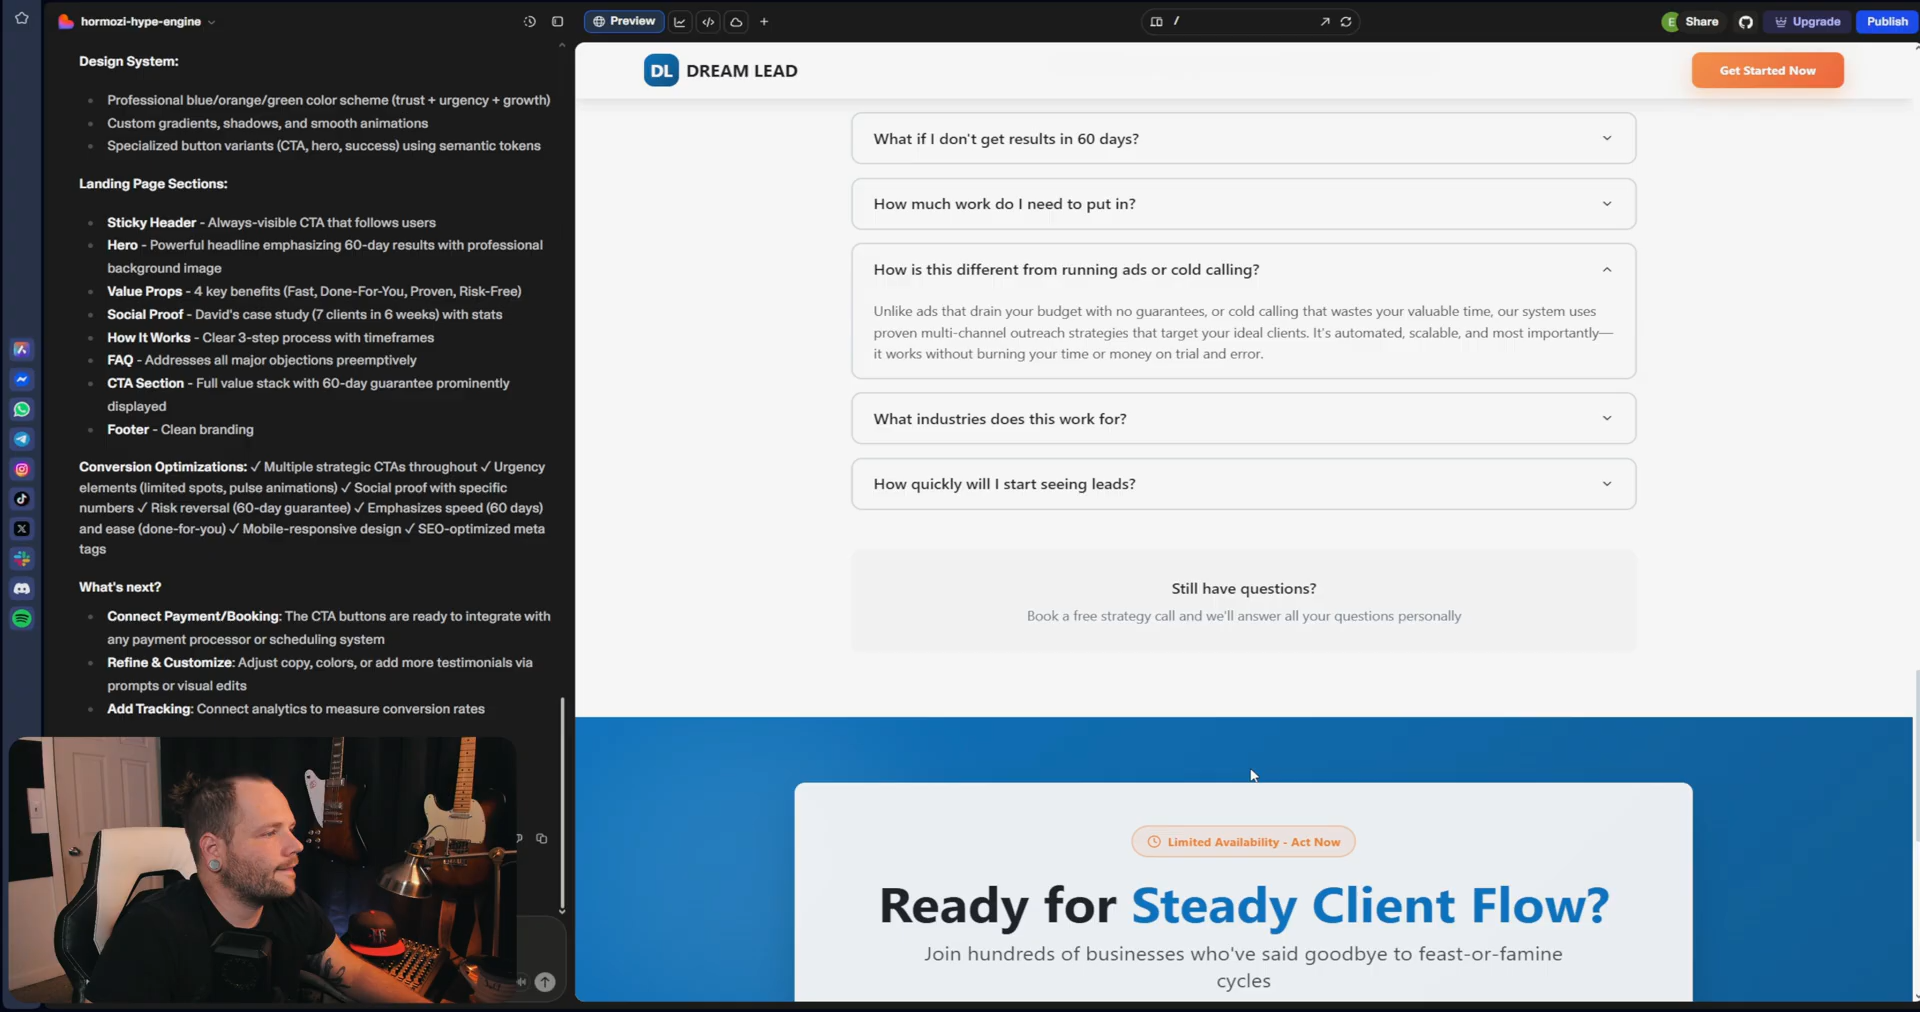 hormozi-hype-engine
Preview
/
E
Share
Upgrade
Publish
Design System:
Professional blue/orange/green color scheme (trust + urgency + growth)
Custom gradients, shadows, and smooth animations
Specialized button variants (CTA, hero, success) using semantic tokens
Landing Page Sections:
Sticky Header - Always-visible CTA that follows users
Hero - Powerful headline emphasizing 60-day results with professional
background image
Value Props - 4 key benefits (Fast, Done-For-You, Proven, Risk-Free)
Social Proof - David's case study (7 clients in 6 weeks) with stats
How It Works - Clear 3-step process with timeframes
FAQ - Addresses all major objections preemptively
CTA Section - Full value stack with 60-day guarantee prominently
displayed
Footer - Clean branding
Conversion Optimizations: ✓ Multiple strategic CTAs throughout ✓ Urgency
elements (limited spots, pulse animations) ✓ Social proof with specific
numbers ✓ Risk reversal (60-day guarantee) ✓ Emphasizes speed (60 days)
and ease (done-for-you) ✓ Mobile-responsive design ✓ SEO-optimized meta
tags
What's next?
Connect Payment/Booking: The CTA buttons are ready to integrate with
any payment processor or scheduling system
Refine & Customize: Adjust copy, colors, or add more testimonials via
prompts or visual edits
Add Tracking: Connect analytics to measure conversion rates
DL DREAM LEAD
Get Started Now
What if I don't get results in 60 days?
How much work do I need to put in?
How is this different from running ads or cold calling?
Unlike ads that drain your budget with no guarantees, or cold calling that wastes your valuable time, our system uses
proven multi-channel outreach strategies that target your ideal clients. It's automated, scalable, and most importantly—
it works without burning your time or money on trial and error.
What industries does this work for?
How quickly will I start seeing leads?
Still have questions?
Book a free strategy call and we'll answer all your questions personally
Limited Availability - Act Now
Ready for Steady Client Flow?
Join hundreds of businesses who've said goodbye to feast-or-famine
cycles